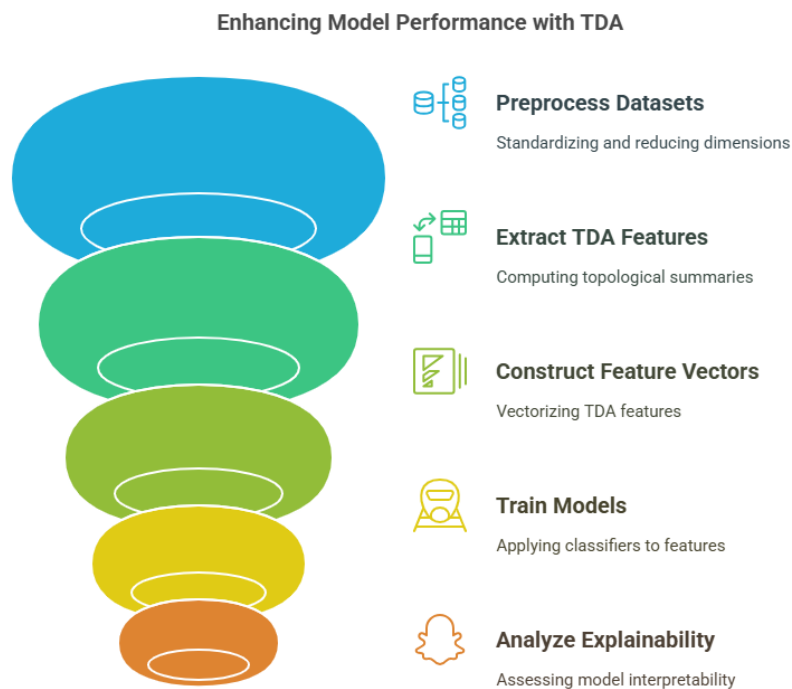 Enhancing Model Performance with TDA
Preprocess Datasets
Standardizing and reducing dimensions
Extract TDA Features
Computing topological summaries
Construct Feature Vectors
Vectorizing TDA features
Train Models
Applying classifiers to features
Analyze Explainability
Assessing model interpretability